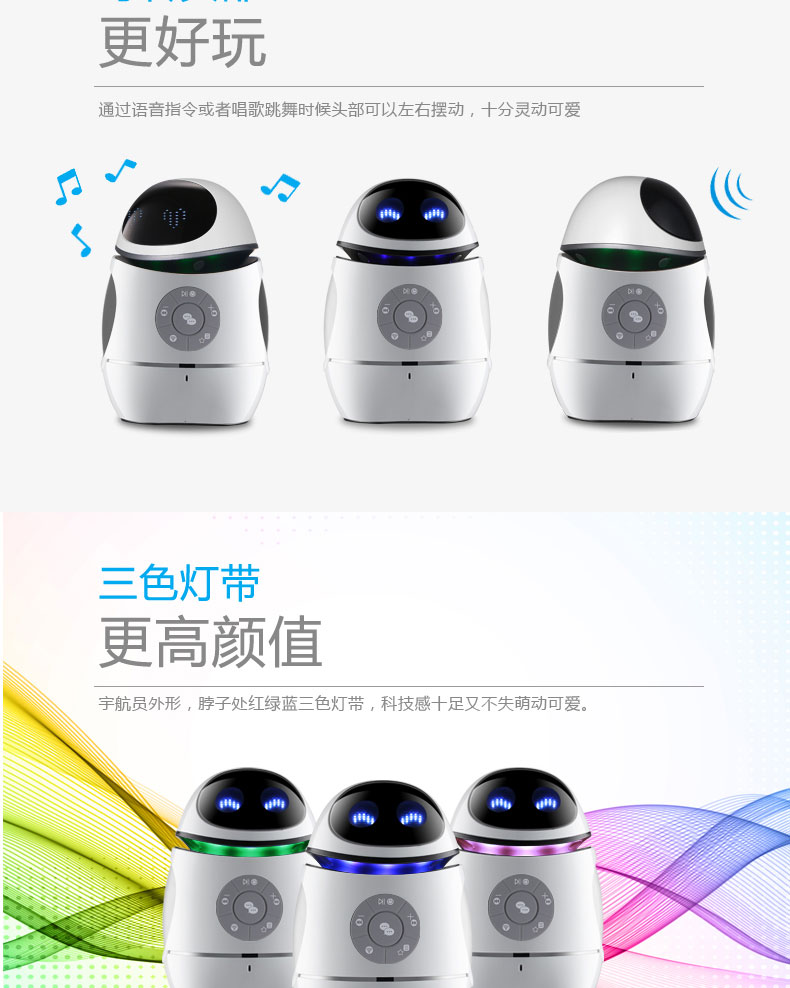 更好玩
通过语音指令或者唱歌跳舞时候头部可以左右摆动，十分灵动可爱
三色灯带
更高颜值
宇航员外形，脖子处红绿蓝三色灯带，科技感十足又不失萌动可爱。